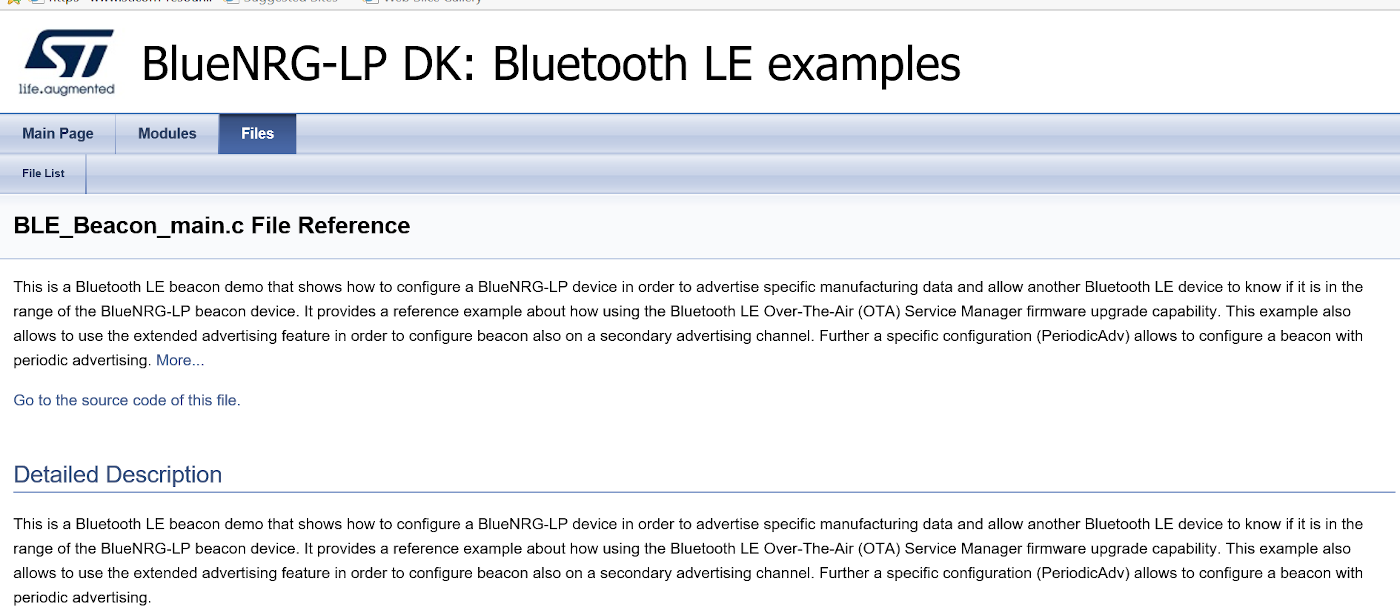 BlueNRG-LP DK: Bluetooth LE examples
life.augmented
Main Page Modules Files
File List
BLE_Beacon_main.c File Reference
This is a Bluetooth LE beacon demo that shows how to configure a BlueNRG-LP device in order to advertise specific manufacturing data and allow another Bluetooth LE device to know if it is in the
range of the BlueNRG-LP beacon device. It provides a reference example about how using the Bluetooth LE Over-The-Air (OTA) Service Manager firmware upgrade capability. This example also
allows to use the extended advertising feature in order to configure beacon also on a secondary advertising channel. Further a specific configuration (PeriodicAdv) allows to configure a beacon with
periodic advertising. More...
Go to the source code of this file.
Detailed Description
This is a Bluetooth LE beacon demo that shows how to configure a BlueNRG-LP device in order to advertise specific manufacturing data and allow another Bluetooth LE device to know if it is in the
range of the BlueNRG-LP beacon device. It provides a reference example about how using the Bluetooth LE Over-The-Air (OTA) Service Manager firmware upgrade capability. This example also
allows to use the extended advertising feature in order to configure beacon also on a secondary advertising channel. Further a specific configuration (PeriodicAdv) allows to configure a beacon with
periodic advertising.